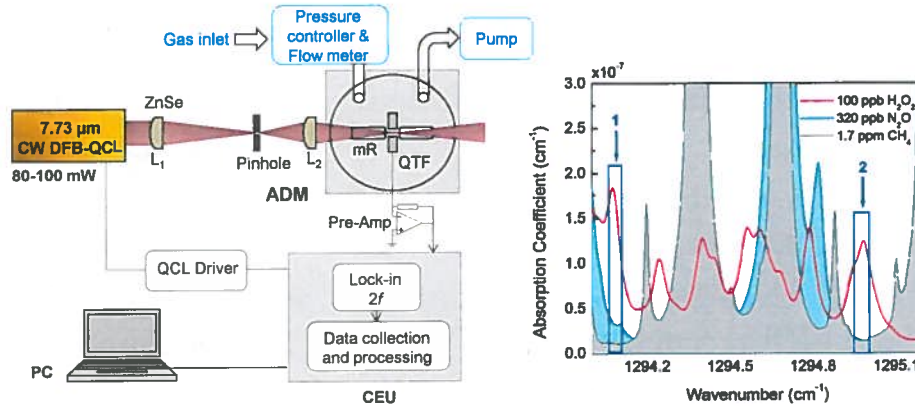 Gas inlet
Pressure
controller &
Flow meter
Pump
ZnSe
7.73 µm
CW DFB-QCL
80-100 mW
L₁
Pinhole
L₂
mR
QTF
ADM
Pre-Amp
QCL Driver
Lock-in
2f
Data collection
and processing
PC
CEU
x10⁻⁷
3.0
2.5
2.0
1.5
1.0
0.5
0.0
Absorption Coefficient (cm⁻¹)
1
2
100 ppb H₂O₂
320 ppb N₂O
1.7 ppm CH₄
1294.2
1294.5
1294.8
1295.1
Wavenumber (cm⁻¹)